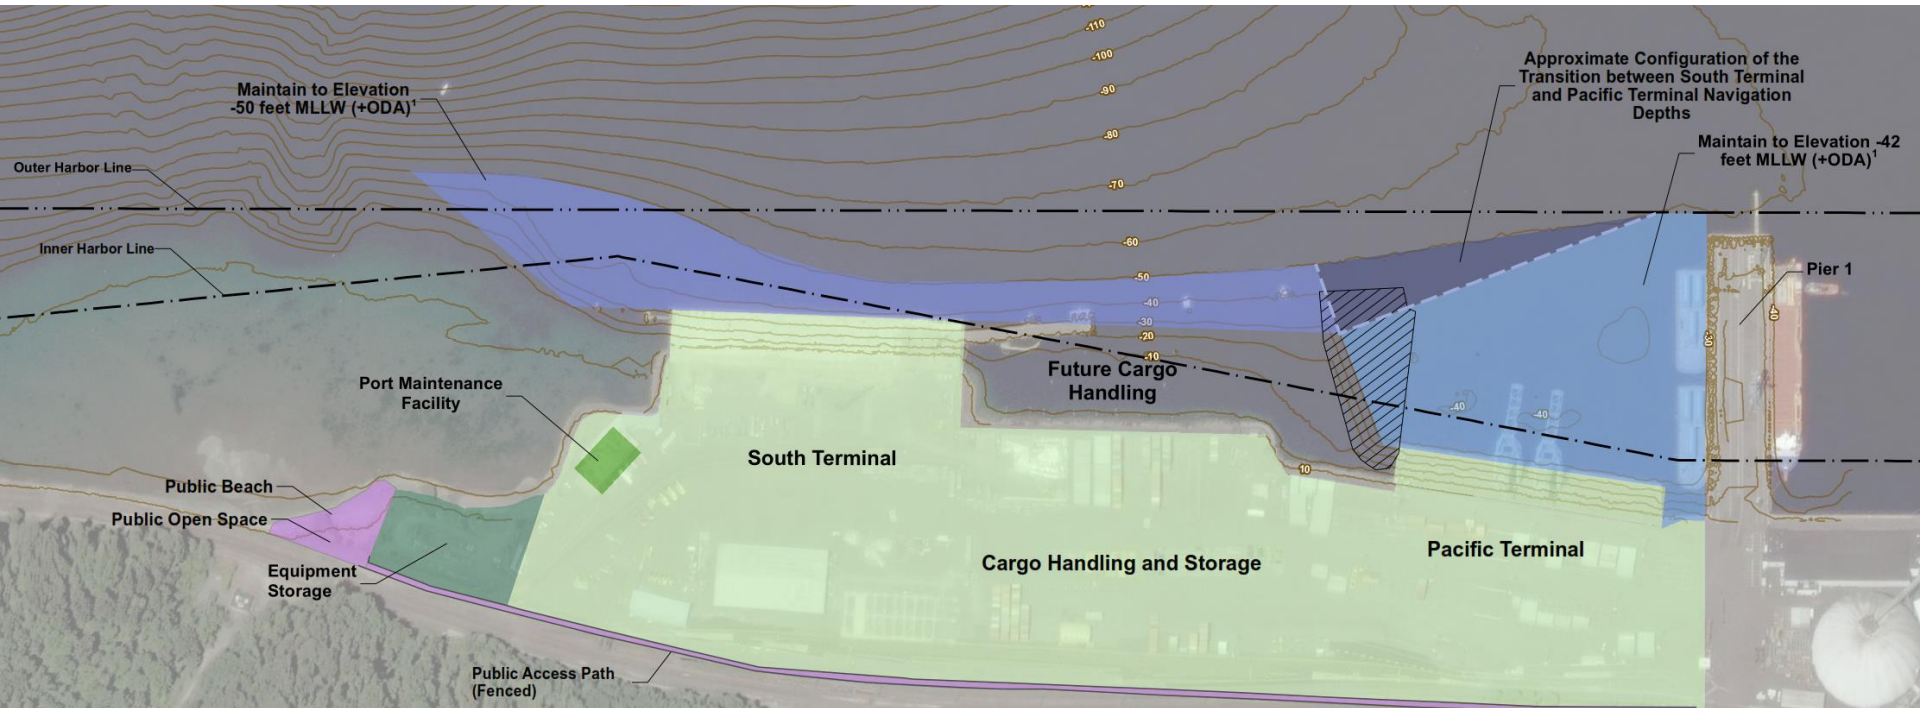 -110
-100
-90
-80
-70
-60
-50
-40
-30
-20
-10
Maintain to Elevation
-50 feet MLLW (+ODA)¹
Outer Harbor Line
Inner Harbor Line
Approximate Configuration of the
Transition between South Terminal
and Pacific Terminal Navigation
Depths
Maintain to Elevation -42
feet MLLW (+ODA)¹
Pier 1
-40
-30
Port Maintenance
Facility
Future Cargo
Handling
-40
-40
South Terminal
10
Public Beach
Public Open Space
Equipment
Storage
Cargo Handling and Storage
Pacific Terminal
Public Access Path
(Fenced)